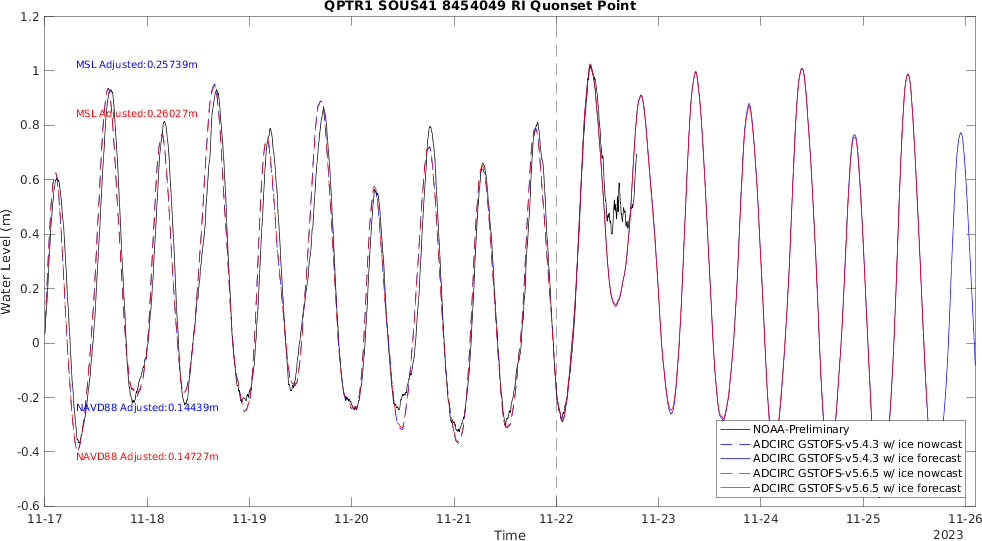 QPTR1 SOUS41 8454049 RI Quonset Point
1.2
1
0.8
0.6
0.4
0.2
0
-0.2
-0.4
-0.6
Water Level (m)
MSL Adjusted:0.25739m
MSL Adjusted:0.26027m
NAVD88 Adjusted:0.14439m
NAVD88 Adjusted:0.14727m
NOAA-Preliminary
ADCIRC GSTOFS-v5.4.3 w/ ice nowcast
ADCIRC GSTOFS-v5.4.3 w/ ice forecast
ADCIRC GSTOFS-v5.6.5 w/ ice nowcast
ADCIRC GSTOFS-v5.6.5 w/ ice forecast
11-17 11-18 11-19 11-20 11-21 11-22 11-23 11-24 11-25 11-26
Time
2023